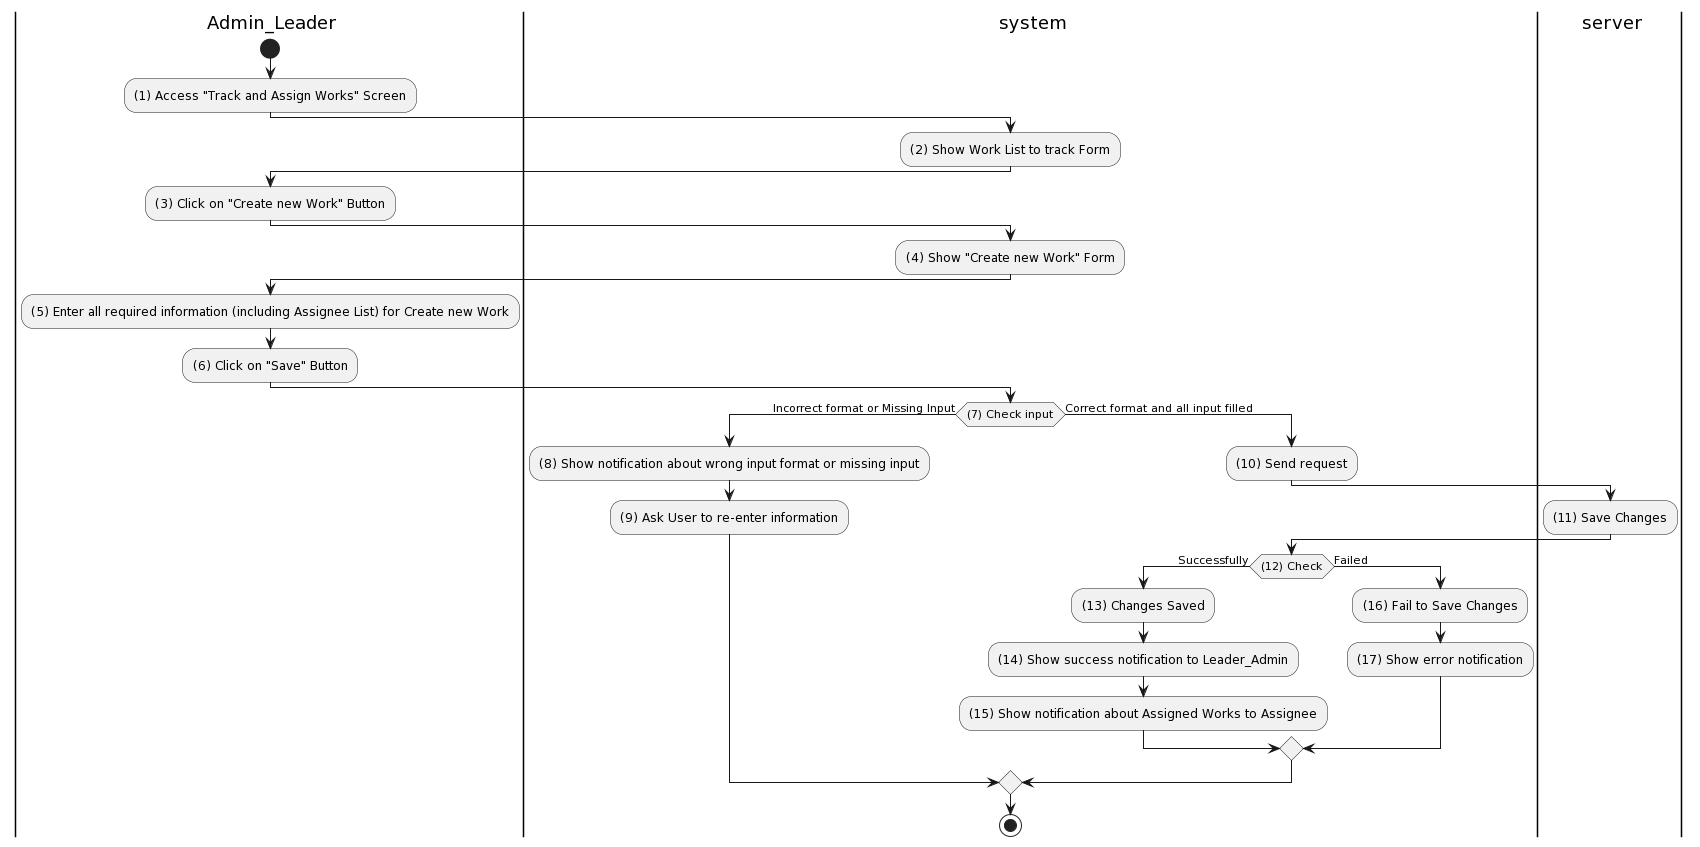 Admin_Leader
system
server
(1) Access "Track and Assign Works" Screen
(2) Show Work List to track Form
(3) Click on "Create new Work" Button
(4) Show "Create new Work" Form
(5) Enter all required information (including Assignee List) for Create new Work
(6) Click on "Save" Button
Incorrect format or Missing Input
(7) Check input
Correct format and all input filled
(8) Show notification about wrong input format or missing input
(10) Send request
(9) Ask User to re-enter information
(11) Save Changes
Successfully
(12) Check
Failed
(13) Changes Saved
(16) Fail to Save Changes
(14) Show success notification to Leader_Admin
(17) Show error notification
(15) Show notification about Assigned Works to Assignee